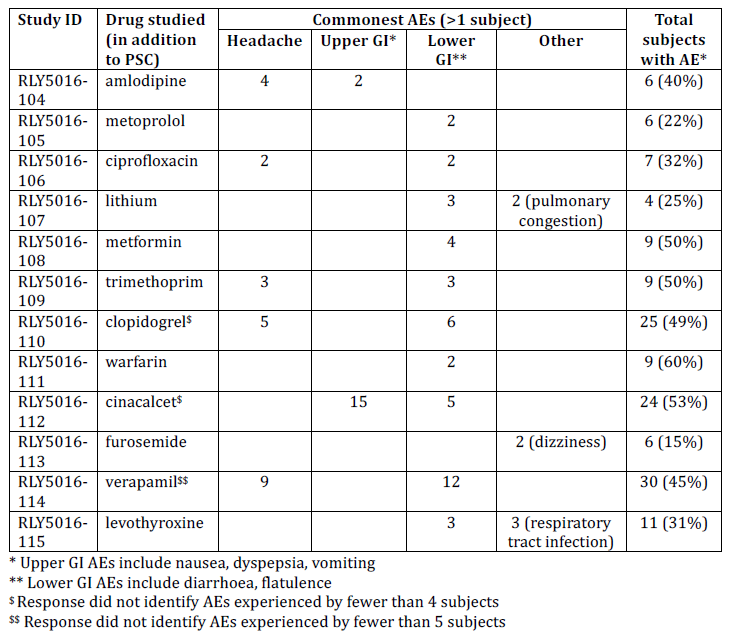 Study ID Drug studied Commonest AEs (>1 subject) Total
(in addition Headache Upper GI* Lower Other subjects
to PSC) GI** with AE*
RLY5016- amlodipine 4 2 6 (40%)
104
RLY5016- metoprolol 2 6 (22%)
105
RLY5016- ciprofloxacin 2 2 7 (32%)
106
RLY5016- lithium 3 2 (pulmonary 4 (25%)
107 congestion)
RLY5016- metformin 4 9 (50%)
108
RLY5016- trimethoprim 3 3 9 (50%)
109
RLY5016- clopidogrel$ 5 6 25 (49%)
110
RLY5016- warfarin 2 9 (60%)
111
RLY5016- cinacalcet$ 15 5 24 (53%)
112
RLY5016- furosemide 2 (dizziness) 6 (15%)
113
RLY5016- verapamil$$ 9 12 30 (45%)
114
RLY5016- levothyroxine 3 3 (respiratory 11 (31%)
115 tract infection)
* Upper GI AEs include nausea, dyspepsia, vomiting
** Lower GI AEs include diarrhoea, flatulence
$ Response did not identify AEs experienced by fewer than 4 subjects
$$ Response did not identify AEs experienced by fewer than 5 subjects